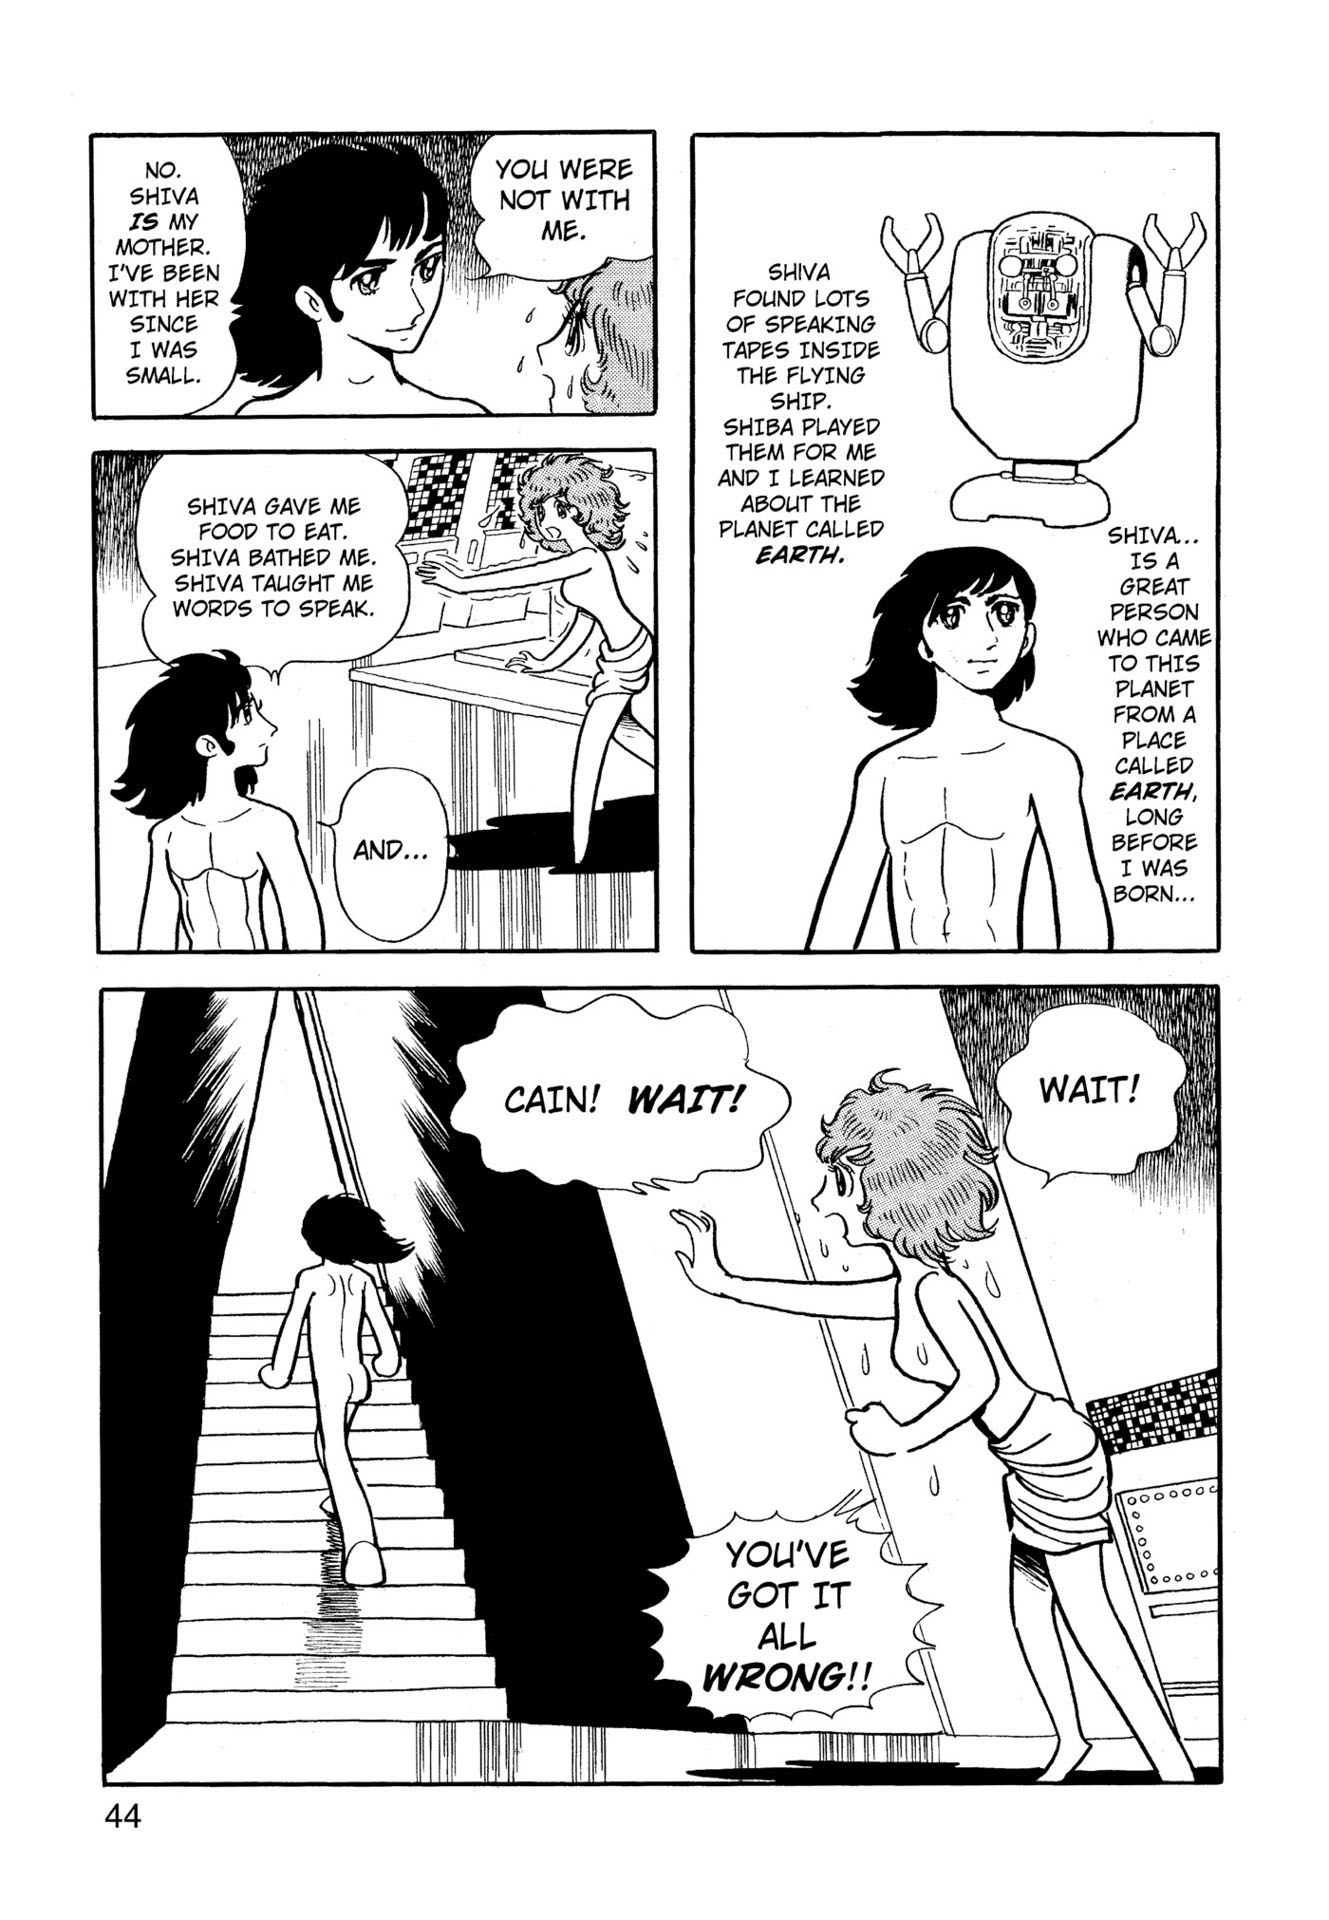 SHIVA...
IS A
GREAT
PERSON
WHO CAME
TO THIS
PLANET
FROM A
PLACE
CALLED
EARTH,
LONG
BEFORE
I WAS
BORN...
SHIVA
FOUND LOTS
OF SPEAKING
TAPES INSIDE
THE FLYING
SHIP.
SHIBA PLAYED
THEM FOR ME
AND I LEARNED
ABOUT THE
PLANET CALLED
EARTH.
YOU WERE
NOT WITH
ME.
NO.
SHIVA
IS MY
MOTHER.
I'VE BEEN
WITH HER
SINCE
I WAS
SMALL.
SHIVA GAVE ME
FOOD TO EAT.
SHIVA BATHED ME.
SHIVA TAUGHT ME
WORDS TO SPEAK.
AND...
WAIT!
CAIN! WAIT!
YOU'VE
GOT IT
ALL
WRONG!!
44